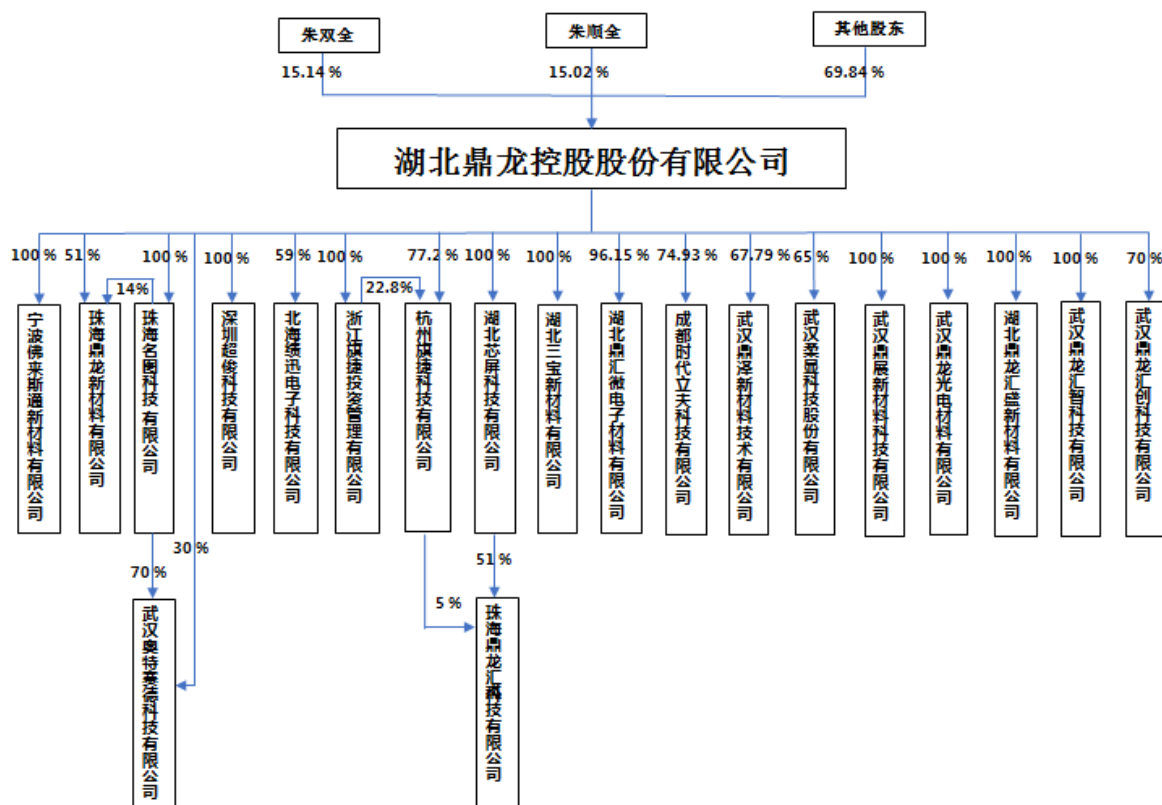 朱双全
朱顺全
其他股东
15.14 %
15.02 %
69.84 %
湖北鼎龙控股股份有限公司
100 %
51 %
100 %
100 %
59 %
100 %
77.2 %
100 %
100 %
96.15 %
74.93 %
67.79 %
65 %
100 %
100 %
100 %
100 %
70 %
14%
22.8%
宁波佛来斯通新材料有限公司
珠海鼎龙新材料有限公司
珠海名图科技 有限公司
深圳超俊科技有限公司
北海绩迅电子科技有限公司
浙江旗捷投资管理有限公司
杭州旗捷科技有限公司
湖北芯屏科技有限公司
湖北三宝新材料有限公司
湖北鼎汇微电子材料有限公司
成都时代立夫科技有限公司
武汉鼎泽新材料技术有限公司
武汉柔显科技股份有限公司
武汉鼎展新材料科技有限公司
武汉鼎龙光电材料有限公司
湖北鼎龙汇盛新材料有限公司
武汉鼎龙汇智科技有限公司
武汉鼎龙汇创科技有限公司
70 %
30 %
5 %
51 %
武汉奥特赛德科技有限公司
珠海鼎龙汇科技有限公司